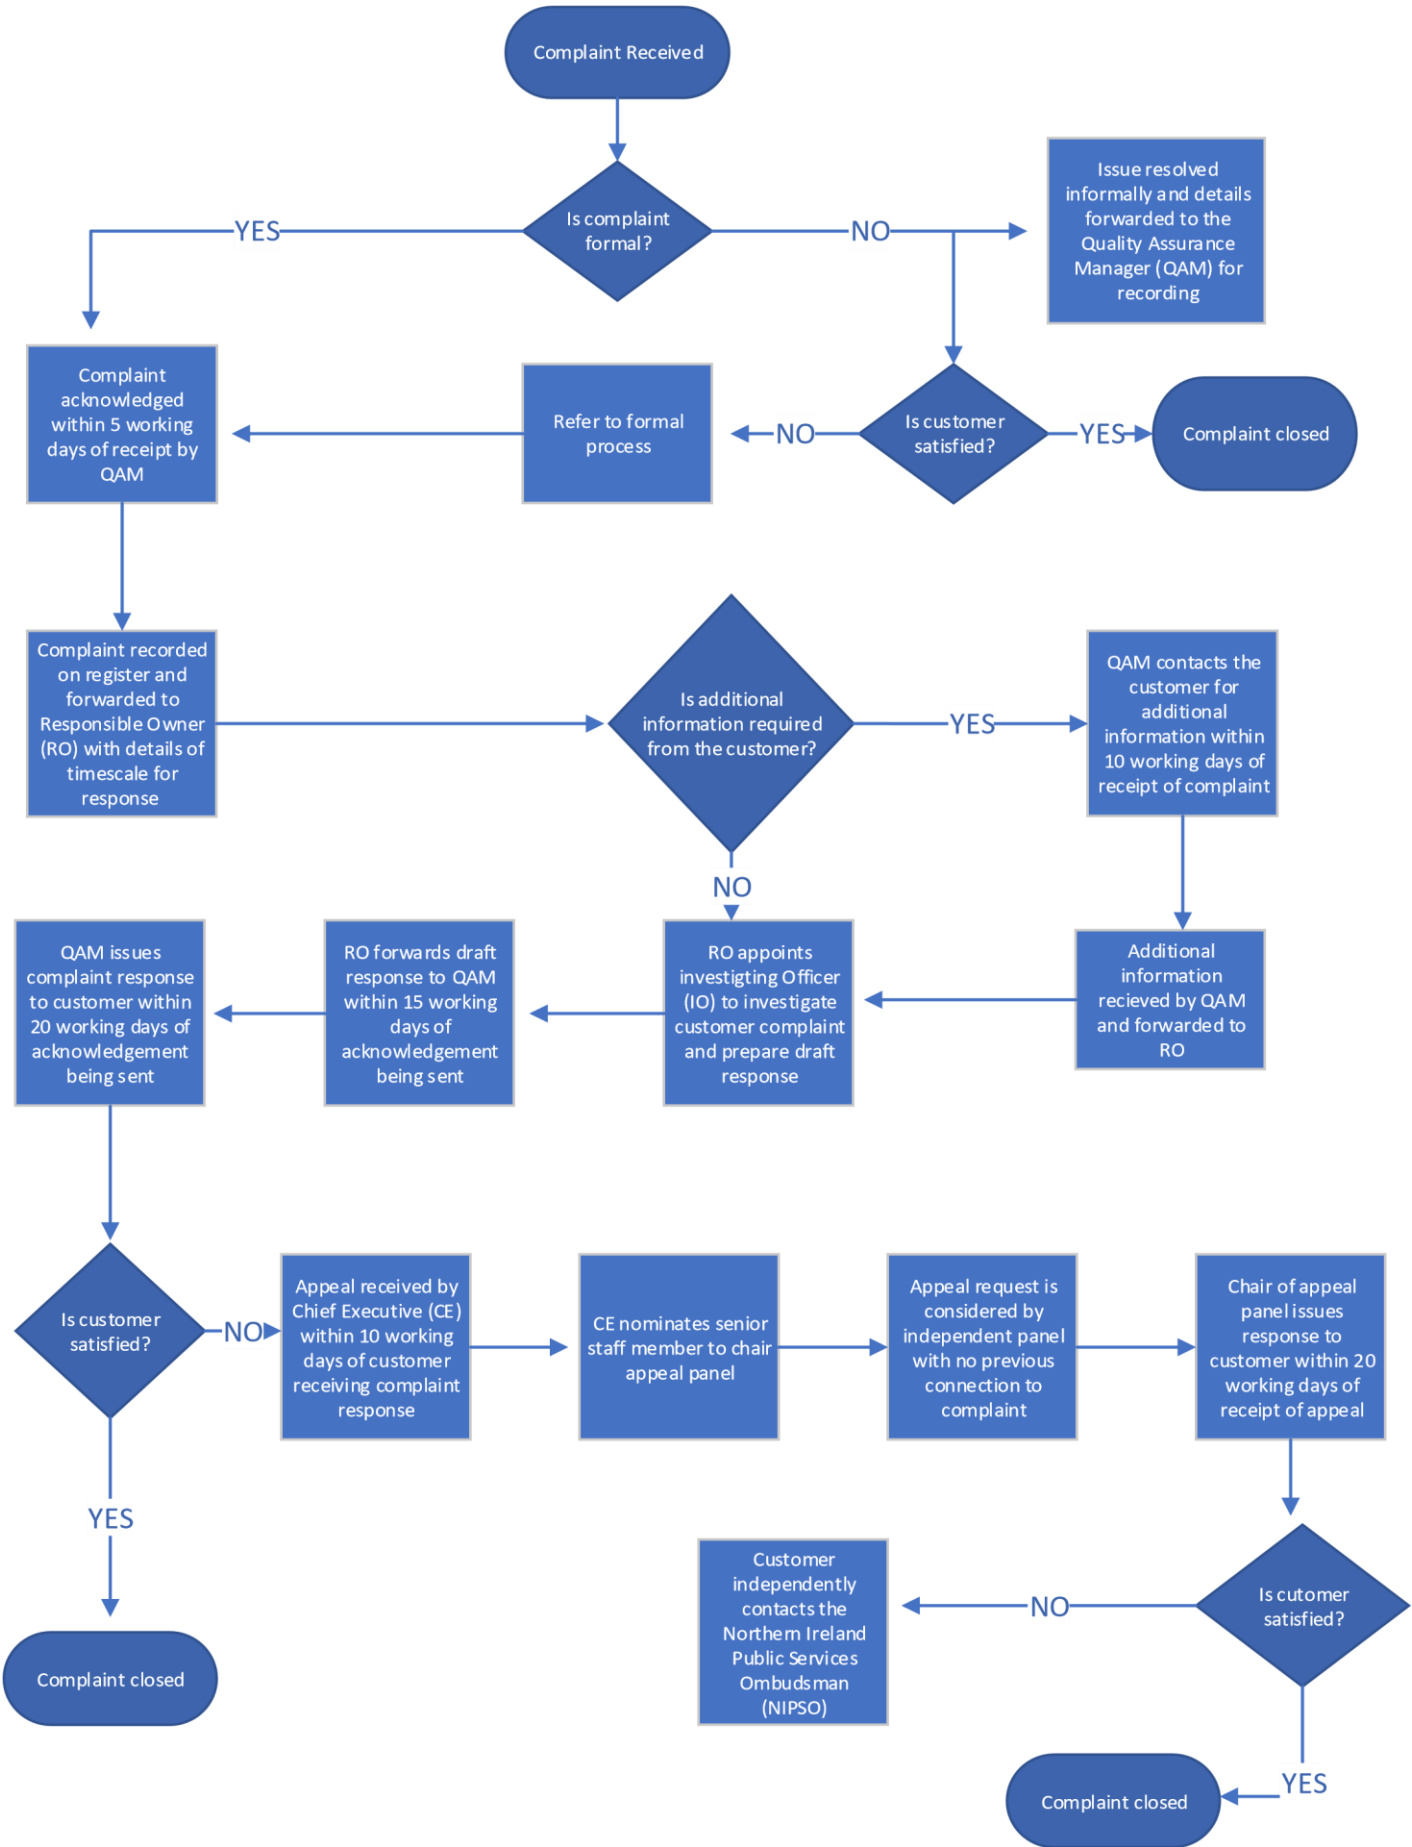 Complaint Received
Is complaint
formal?
YES
NO
Issue resolved
informally and details
forwarded to the
Quality Assurance
Manager (QAM) for
recording
Complaint
acknowledged
within 5 working
days of receipt by
QAM
Refer to formal
process
NO
Is customer
satisfied?
YES
Complaint closed
Complaint recorded
on register and
forwarded to
Responsible Owner
(RO) with details of
timescale for
response
Is additional
information required
from the customer?
YES
QAM contacts the
customer for
additional
information within
10 working days of
receipt of complaint
NO
QAM issues
complaint response
to customer within
20 working days of
acknowledgement
being sent
RO forwards draft
response to QAM
within 15 working
days of
acknowledgement
being sent
RO appoints
investigting Officer
(IO) to investigate
customer complaint
and prepare draft
response
Additional
information
recieved by QAM
and forwarded to
RO
Is customer
satisfied?
NO
Appeal received by
Chief Executive (CE)
within 10 working
days of customer
receiving complaint
response
CE nominates senior
staff member to chair
appeal panel
Appeal request is
considered by
independent panel
with no previous
connection to
complaint
Chair of appeal
panel issues
response to
customer within 20
working days of
receipt of appeal
YES
Complaint closed
Customer
independently
contacts the
Northern Ireland
Public Services
Ombudsman
(NIPSO)
NO
Is cutomer
satisfied?
YES
Complaint closed